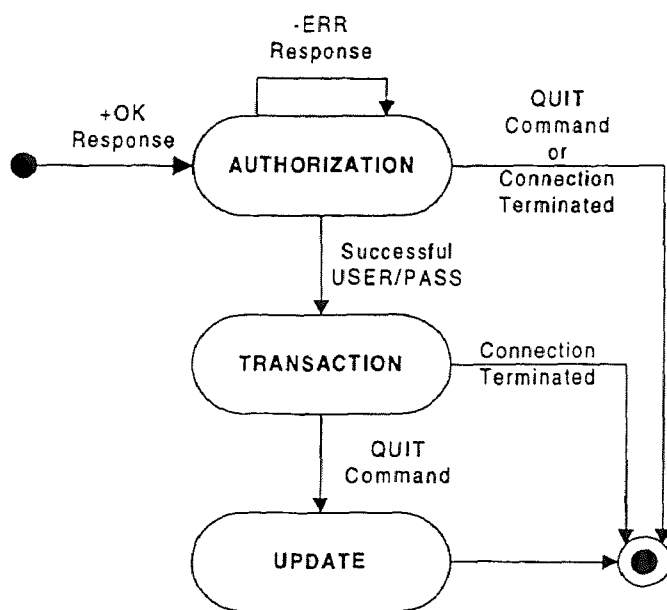 -ERR
Response
+OK
Response
QUIT
Command
or
Connection
Terminated
AUTHORIZATION
Successful
USER/PASS
TRANSACTION
Connection
Terminated
QUIT
Command
UPDATE